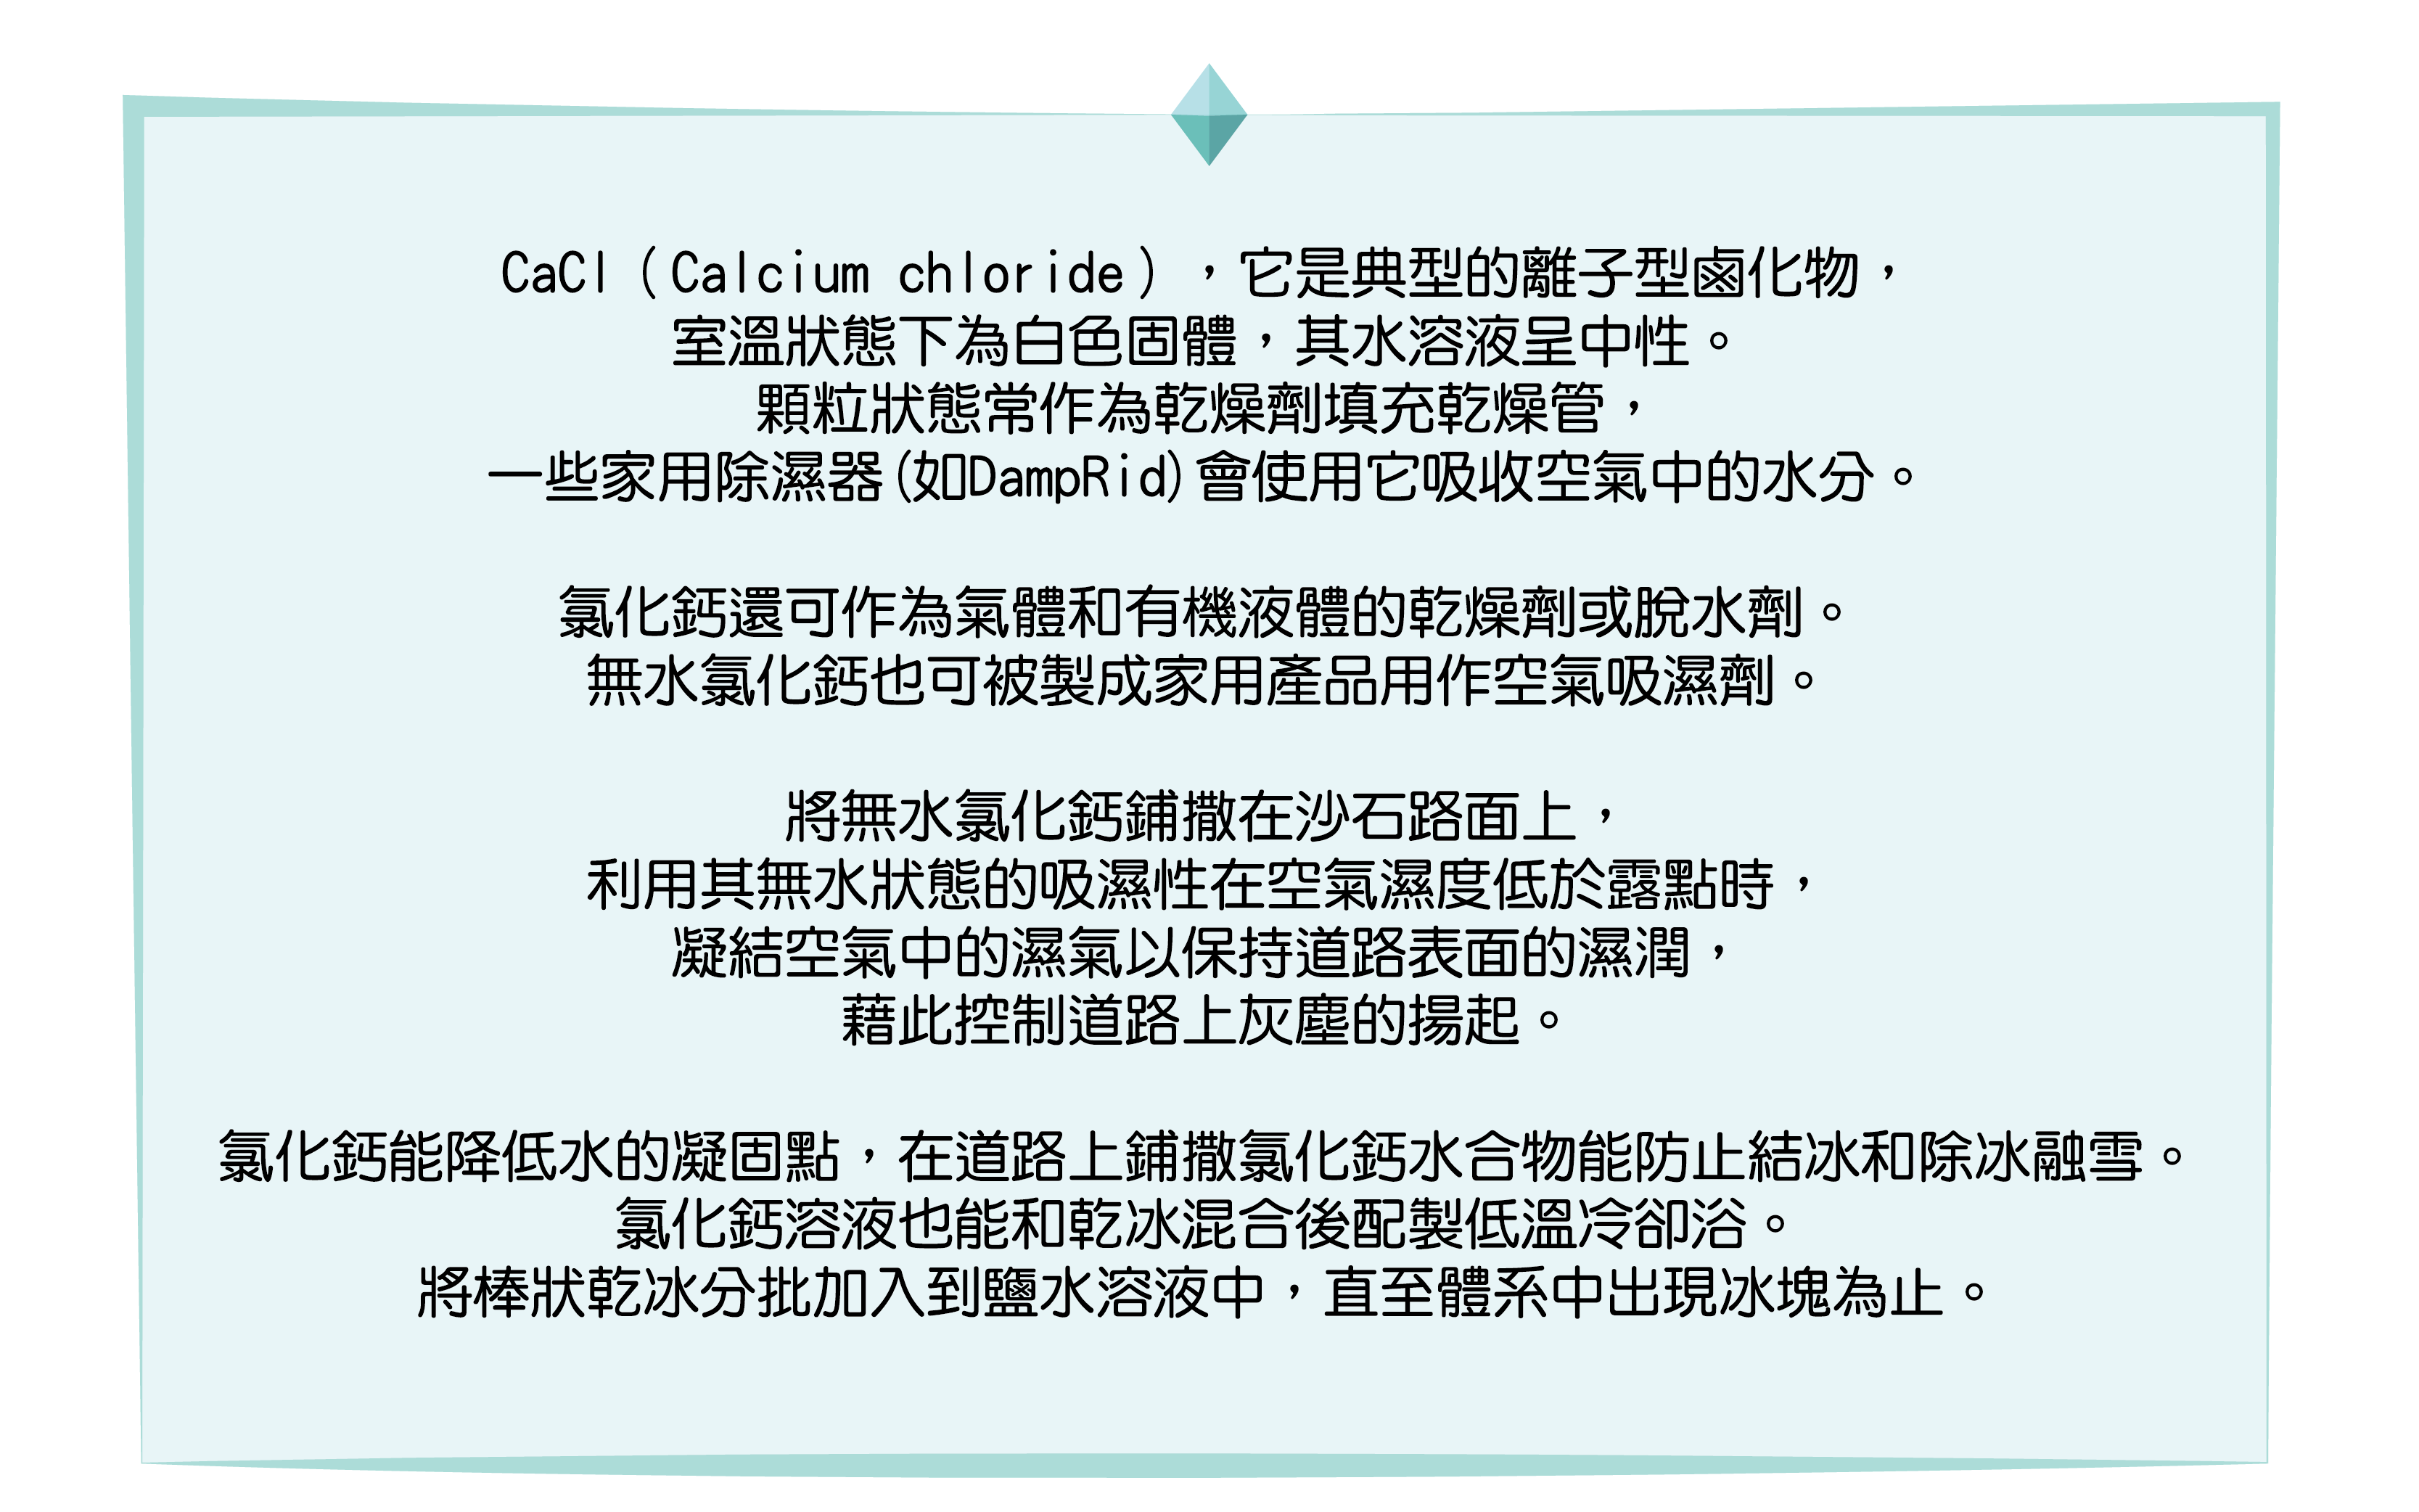 CaCl (Calcium chloride) ，它是典型的離子型鹵化物，
室溫狀態下為白色固體，其水溶液呈中性。
顆粒狀態常作為乾燥劑填充乾燥管，
一些家用除濕器(如DampRid)會使用它吸收空氣中的水分。
氯化鈣還可作為氣體和有機液體的乾燥劑或脫水劑。
無水氯化鈣也可被製成家用產品用作空氣吸濕劑。
將無水氯化鈣鋪撒在沙石路面上，
利用其無水狀態的吸濕性在空氣濕度低於露點時，
凝結空氣中的濕氣以保持道路表面的濕潤，
藉此控制道路上灰塵的揚起。
氯化鈣能降低水的凝固點，在道路上鋪撒氯化鈣水合物能防止結冰和除冰融雪。
氯化鈣溶液也能和乾冰混合後配製低溫冷卻浴。
將棒狀乾冰分批加入到鹽水溶液中，直至體系中出現冰塊為止。